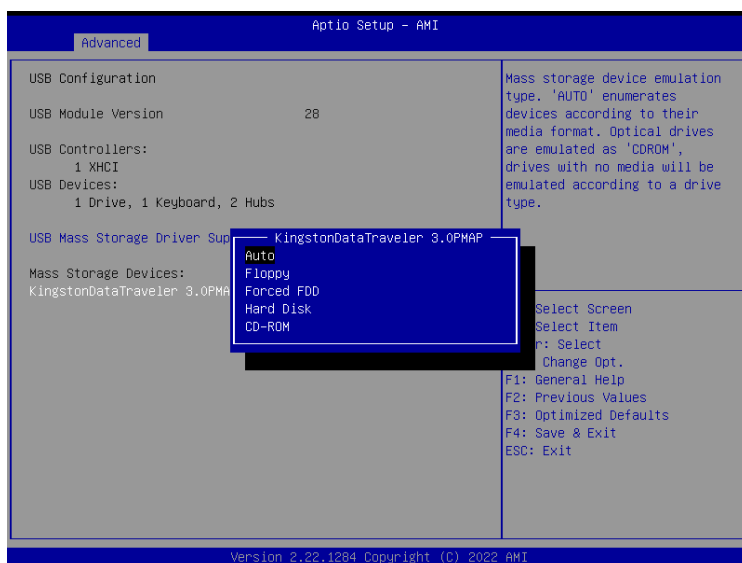 Aptio Setup – AMI
Advanced
USB Configuration
USB Module Version 28
USB Controllers:
1 XHCI
USB Devices:
1 Drive, 1 Keyboard, 2 Hubs
USB Mass Storage Driver Sup
Mass Storage Devices:
KingstonDataTraveler 3.0PMA
KingstonDataTraveler 3.0PMAP
Auto
Floppy
Forced FDD
Hard Disk
CD-ROM
Mass storage device emulation
type. 'AUTO' enumerates
devices according to their
media format. Optical drives
are emulated as 'CDROM',
drives with no media will be
emulated according to a drive
type.
Select Screen
Select Item
r: Select
Change Opt.
F1: General Help
F2: Previous Values
F3: Optimized Defaults
F4: Save & Exit
ESC: Exit
Version 2.22.1284 Copyright (C) 2022 AMI